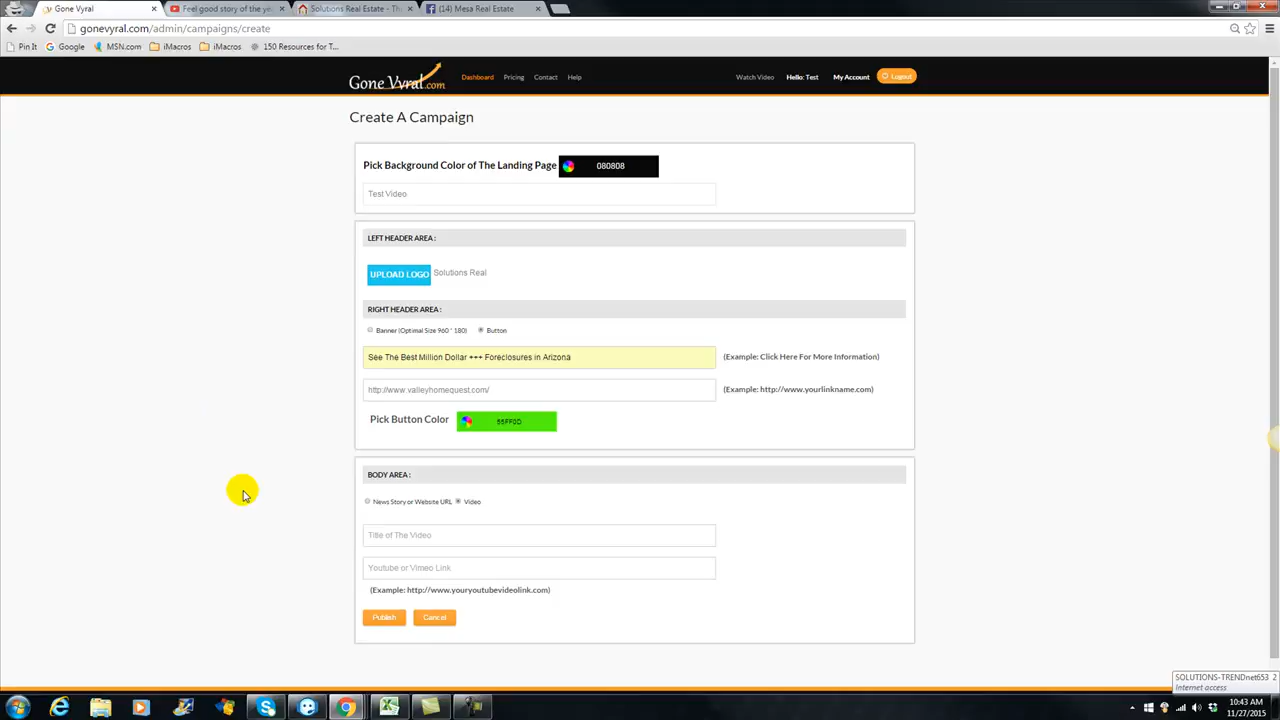 Gone Vyral
Feel good story of the ye
Solutions Real Estate - Th
(14) Mesa Real Estate
gonevyral.com/admin/campaigns/create
Pin It
Google
MSN.com
iMacros
iMacros
150 Resources for T...
Gone Vyral.com
Dashboard
Pricing
Contact
Help
Watch Video
Hello: Test
My Account
Logout
Create A Campaign
Pick Background Color of The Landing Page
080808
Test Video
LEFT HEADER AREA :
UPLOAD LOGO
Solutions Real
RIGHT HEADER AREA :
Banner (Optimal Size 960 * 180)
Button
See The Best Million Dollar +++ Foreclosures in Arizona
(Example: Click Here For More Information)
http://www.valleyhomequest.com/
(Example: http://www.yourlinkname.com)
Pick Button Color
55FF0D
BODY AREA :
News Story or Website URL
Video
Title of The Video
Youtube or Vimeo Link
(Example: http://www.youryoutubevideolink.com)
Publish
Cancel
SOLUTIONS-TRENDnet653 2
Internet access
10:43 AM
11/27/2015